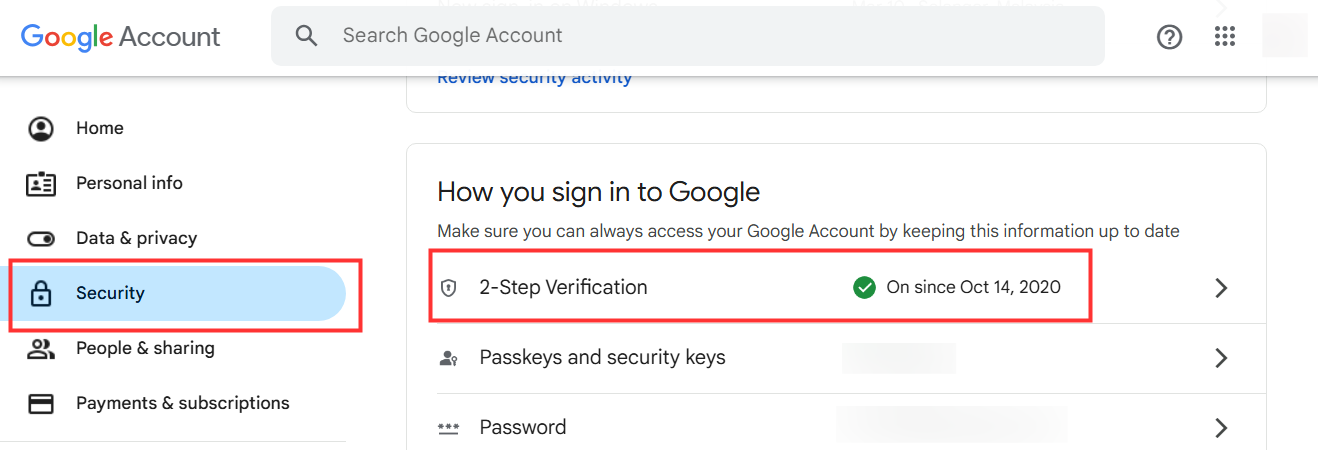 Google Account
Search Google Account
Review security activity
Home
Personal info
Data & privacy
Security
People & sharing
Payments & subscriptions
How you sign in to Google
Make sure you can always access your Google Account by keeping this information up to date
2-Step Verification
On since Oct 14, 2020
Passkeys and security keys
Password